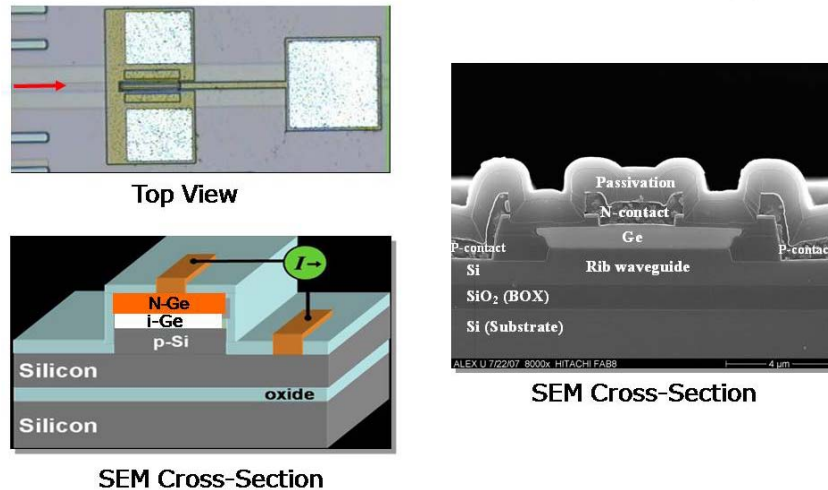 Top View
I→
N-Ge
i-Ge
p-Si
Silicon
oxide
Silicon
SEM Cross-Section
Passivation
N-contact
P-contact
Ge
P-contact
Si
Rib waveguide
SiO₂ (BOX)
Si (Substrate)
ALEX U 7/22/07 8000x HITACHI FAB8
4 μm
SEM Cross-Section